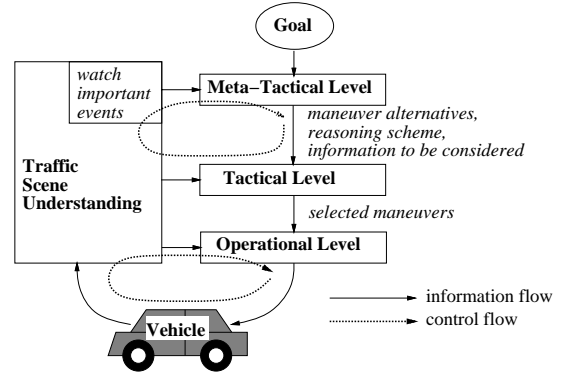 Goal
watch
important
events
Meta−Tactical Level
maneuver alternatives,
reasoning scheme,
information to be considered
Traffic
Scene
Understanding
Tactical Level
selected maneuvers
Operational Level
information flow
control flow
Vehicle